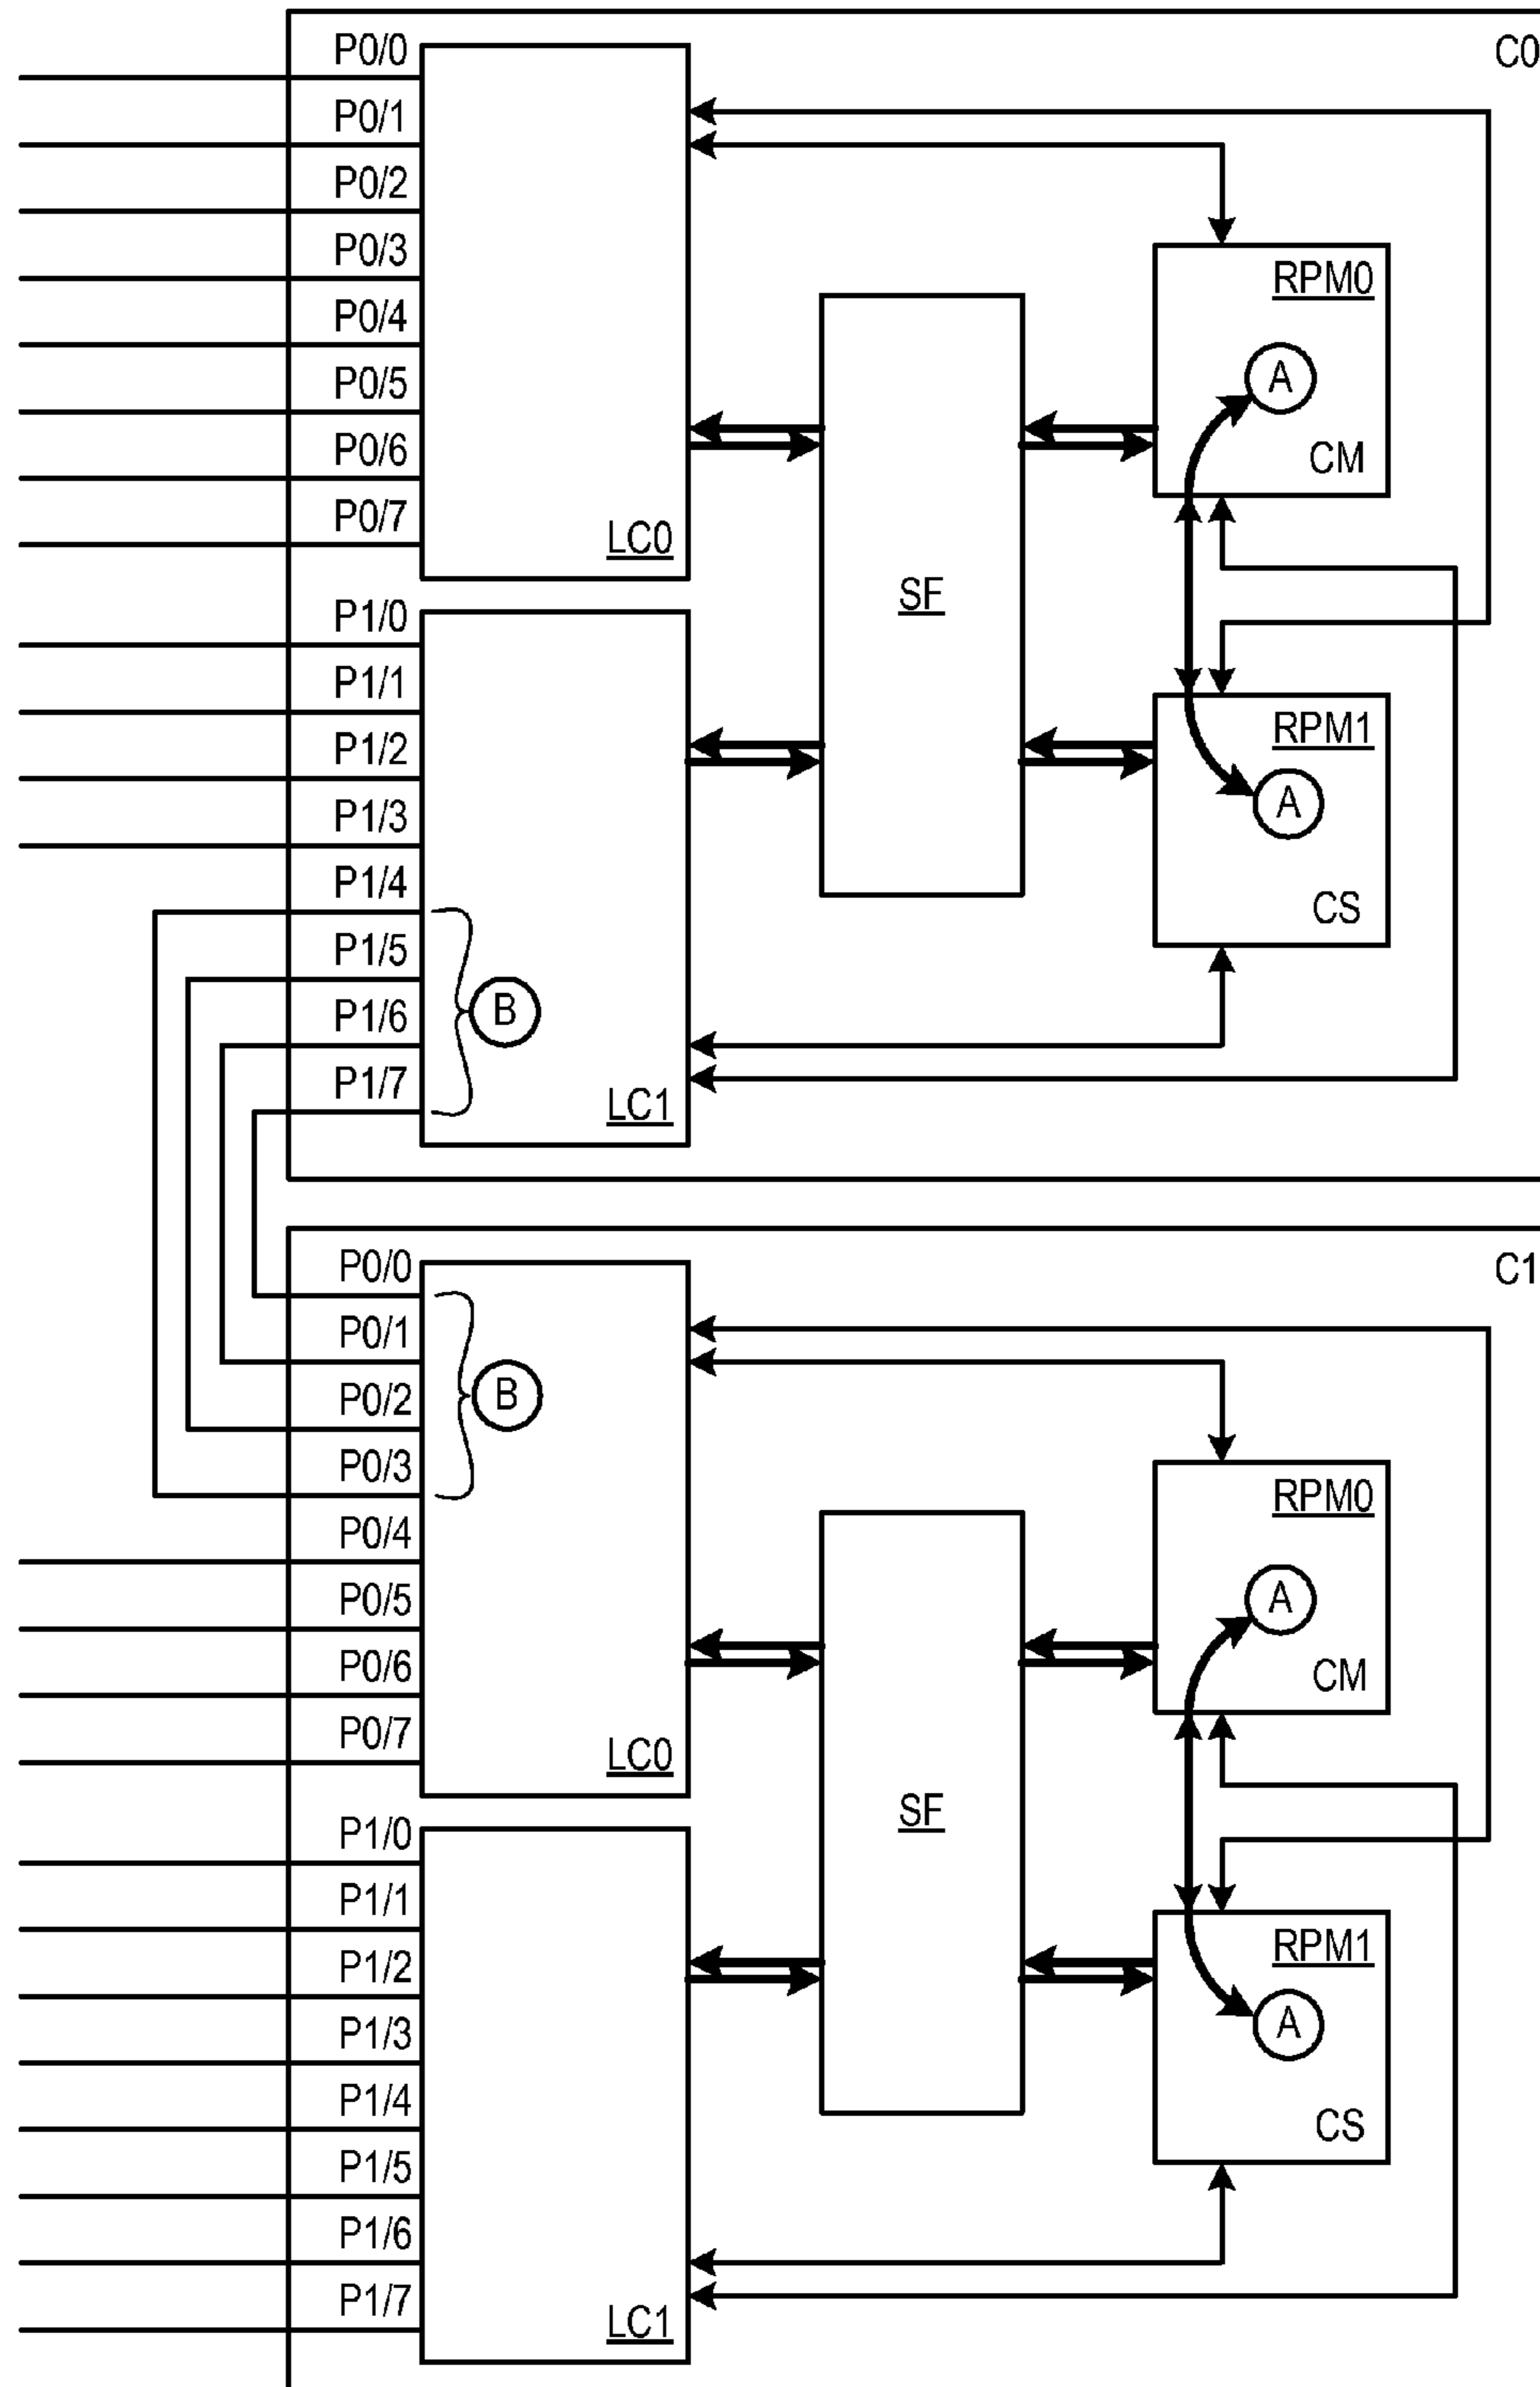 C0
P0/0
P0/1
P0/2
P0/3
P0/4
P0/5
P0/6
P0/7
LC0
P1/0
P1/1
P1/2
P1/3
P1/4
P1/5
P1/6
P1/7
B
LC1
SF
RPM0
A
CM
RPM1
A
CS
C1
P0/0
P0/1
P0/2
P0/3
P0/4
P0/5
P0/6
P0/7
B
LC0
P1/0
P1/1
P1/2
P1/3
P1/4
P1/5
P1/6
P1/7
LC1
SF
RPM0
A
CM
RPM1
A
CS